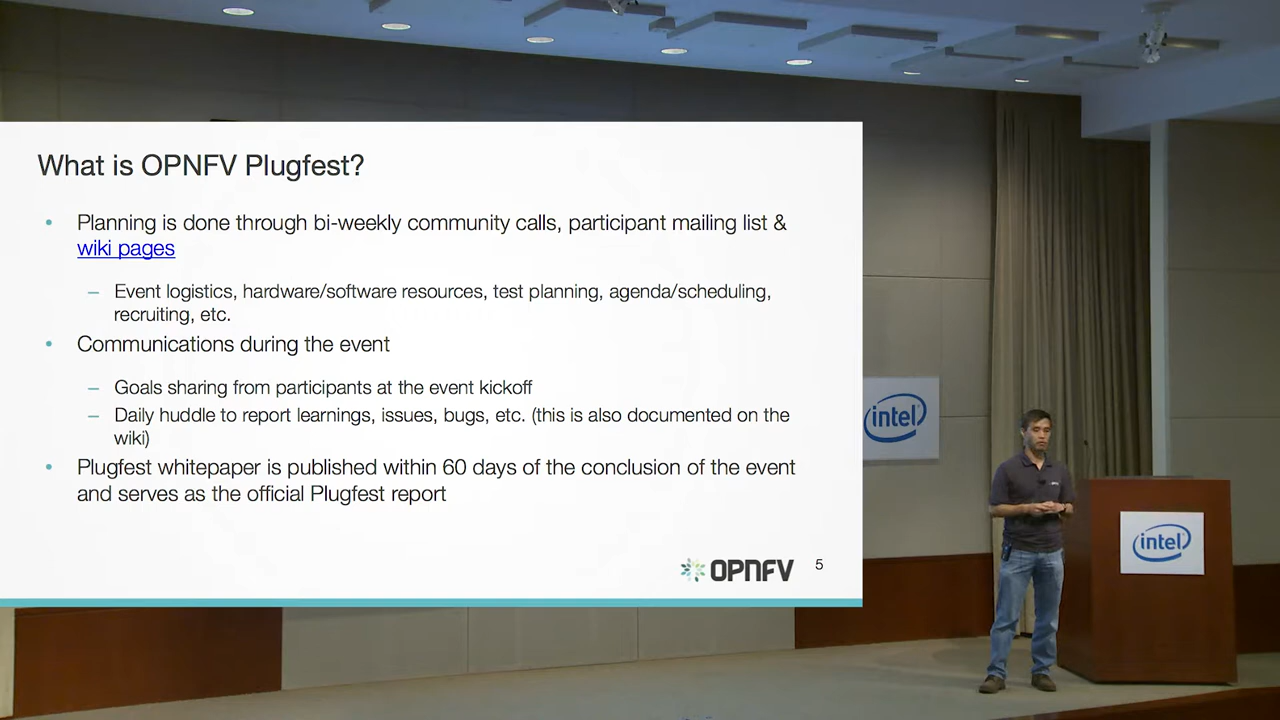 What is OPNFV Plugfest?
• Planning is done through bi-weekly community calls, participant mailing list &
wiki pages
– Event logistics, hardware/software resources, test planning, agenda/scheduling,
recruiting, etc.
• Communications during the event
– Goals sharing from participants at the event kickoff
– Daily huddle to report learnings, issues, bugs, etc. (this is also documented on the
wiki)
• Plugfest whitepaper is published within 60 days of the conclusion of the event
and serves as the official Plugfest report
OPNFV 5
intel
intel